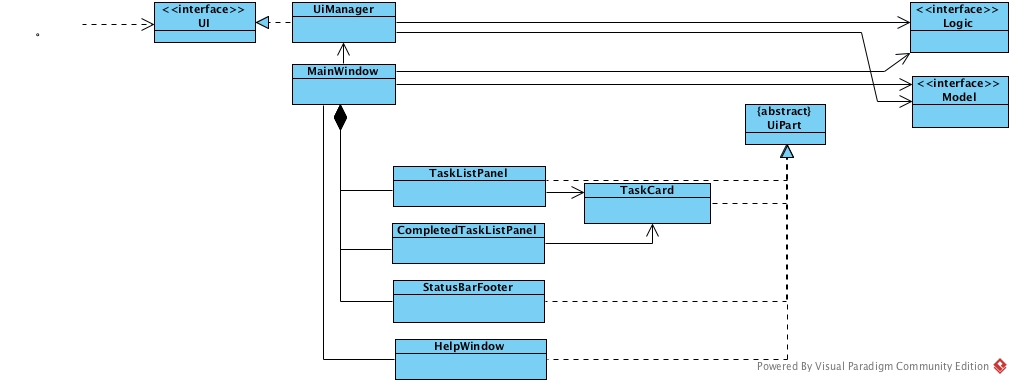 <<interface>>
UI
UiManager
<<interface>>
Logic
MainWindow
<<interface>>
Model
{abstract}
UiPart
TaskListPanel
TaskCard
CompletedTaskListPanel
StatusBarFooter
HelpWindow
Powered By Visual Paradigm Community Edition